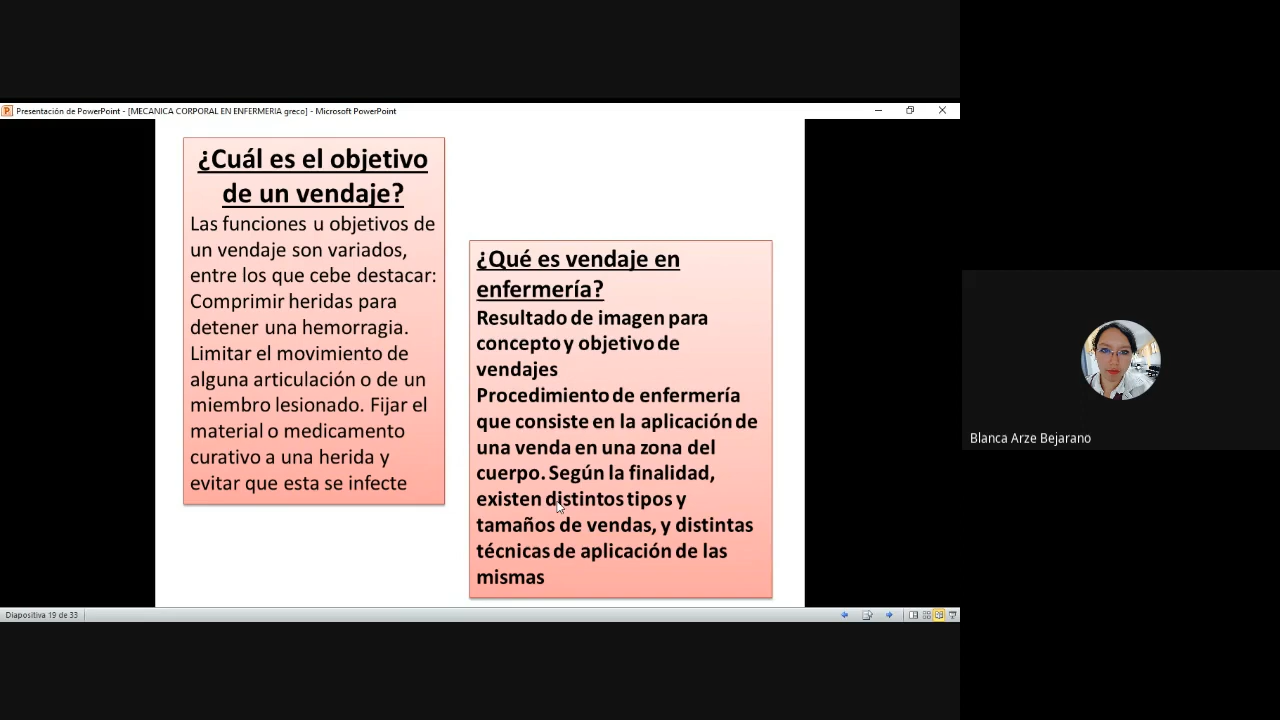 Presentación de PowerPoint - [MECANICA CORPORAL EN ENFERMERIA greco] - Microsoft PowerPoint
¿Cuál es el objetivo
de un vendaje?
Las funciones u objetivos de
un vendaje son variados,
entre los que cebe destacar:
Comprimir heridas para
detener una hemorragia.
Limitar el movimiento de
alguna articulación o de un
miembro lesionado. Fijar el
material o medicamento
curativo a una herida y
evitar que esta se infecte
¿Qué es vendaje en
enfermería?
Resultado de imagen para
concepto y objetivo de
vendajes
Procedimiento de enfermería
que consiste en la aplicación de
una venda en una zona del
cuerpo. Según la finalidad,
existen distintos tipos y
tamaños de vendas, y distintas
técnicas de aplicación de las
mismas
Blanca Arze Bejarano
Diapositiva 19 de 33